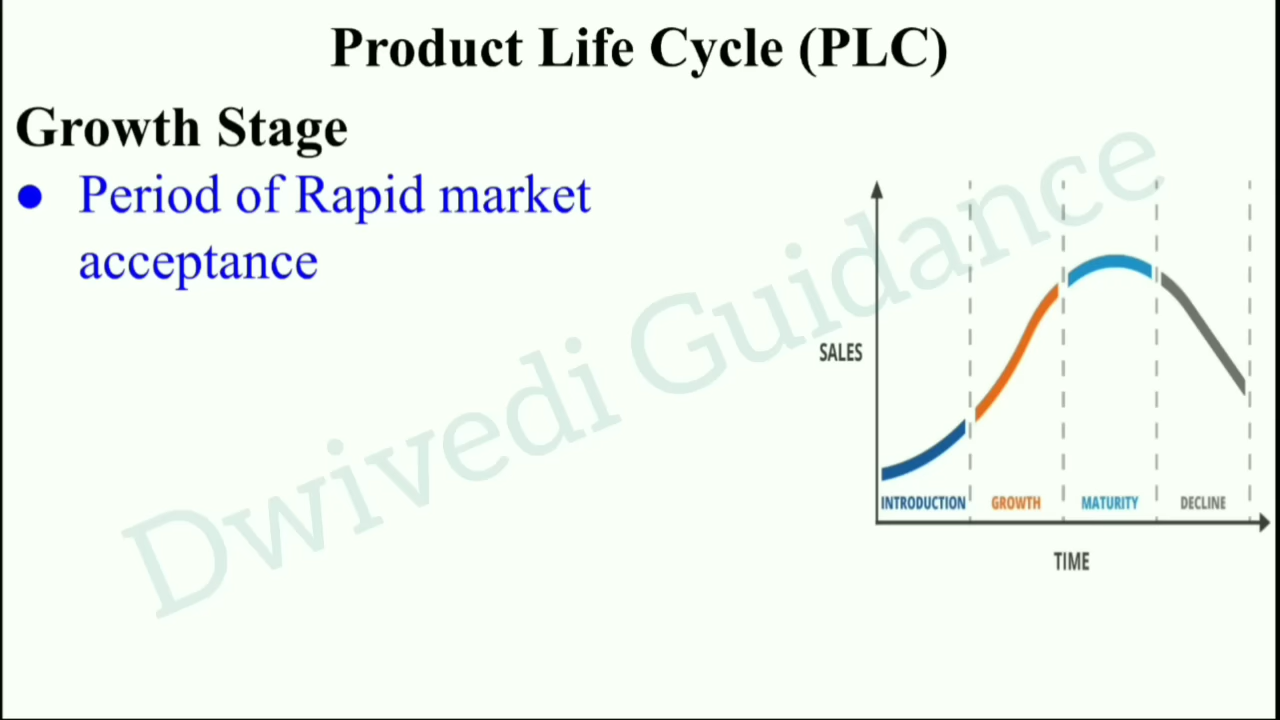 Product Life Cycle (PLC)
Growth Stage
● Period of Rapid market
acceptance
Dwivedi Guidance
SALES
INTRODUCTION
GROWTH
MATURITY
DECLINE
TIME